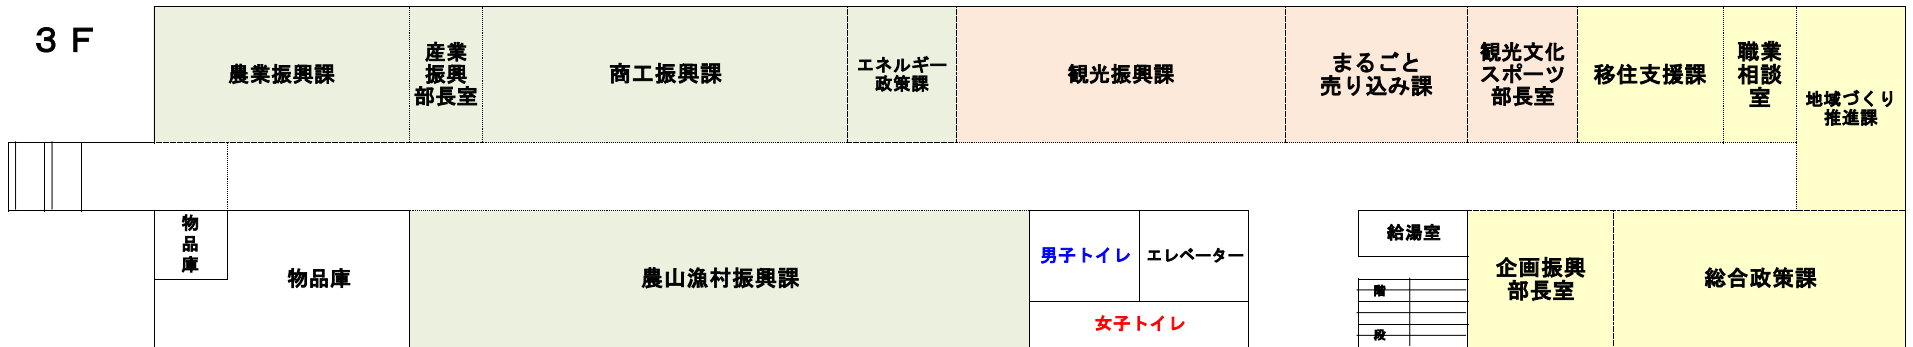 ３Ｆ
農業振興課
産業
振興
部長室
商工振興課
エネルギー
政策課
観光振興課
まるごと
売り込み課
観光文化
スポーツ
部長室
移住支援課
職業
相談
室
地域づくり
推進課
物
品
庫
物品庫
農山漁村振興課
男子トイレ
エレベーター
女子トイレ
給湯室
階
段
企画振興
部長室
総合政策課